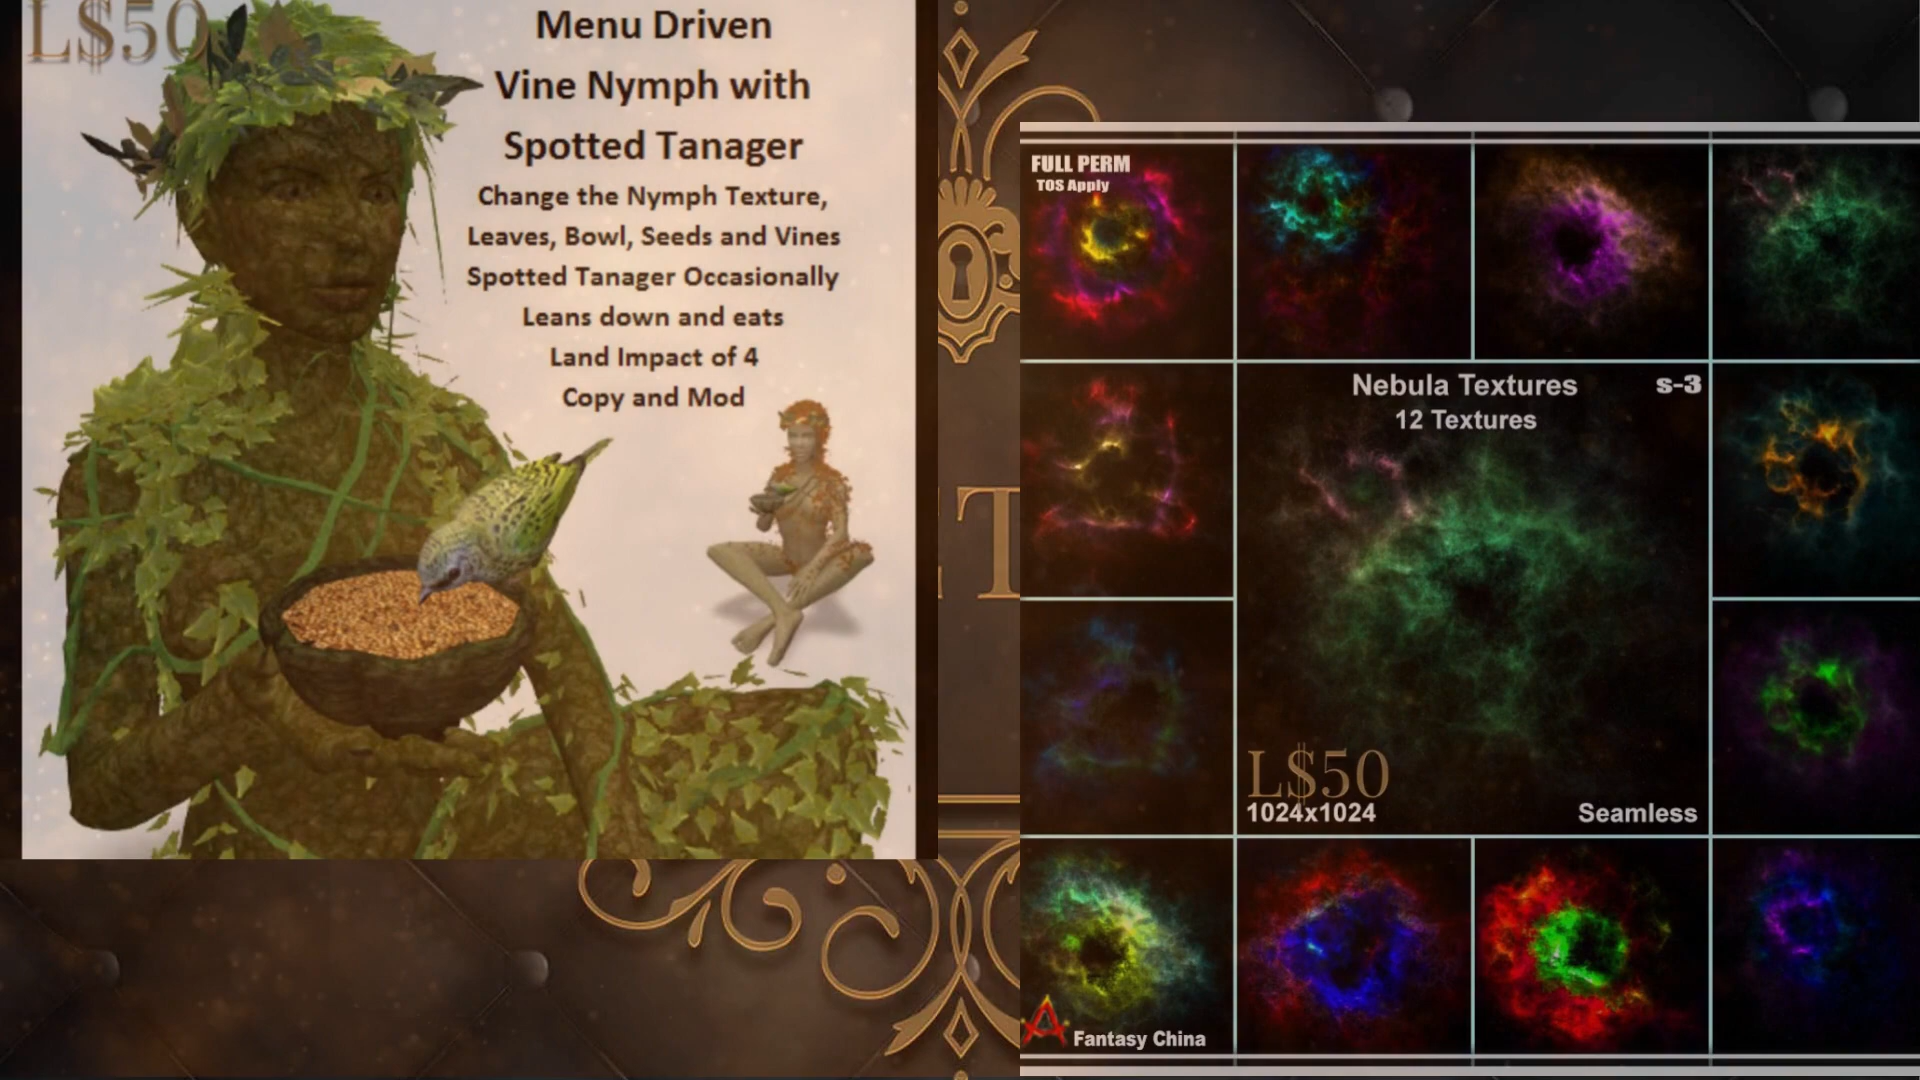 L$50
Menu Driven
Vine Nymph with
Spotted Tanager
Change the Nymph Texture,
Leaves, Bowl, Seeds and Vines
Spotted Tanager Occasionally
Leans down and eats
Land Impact of 4
Copy and Mod
FULL PERM
TOS Apply
Nebula Textures
s-3
12 Textures
L$50
1024x1024
Seamless
Fantasy China